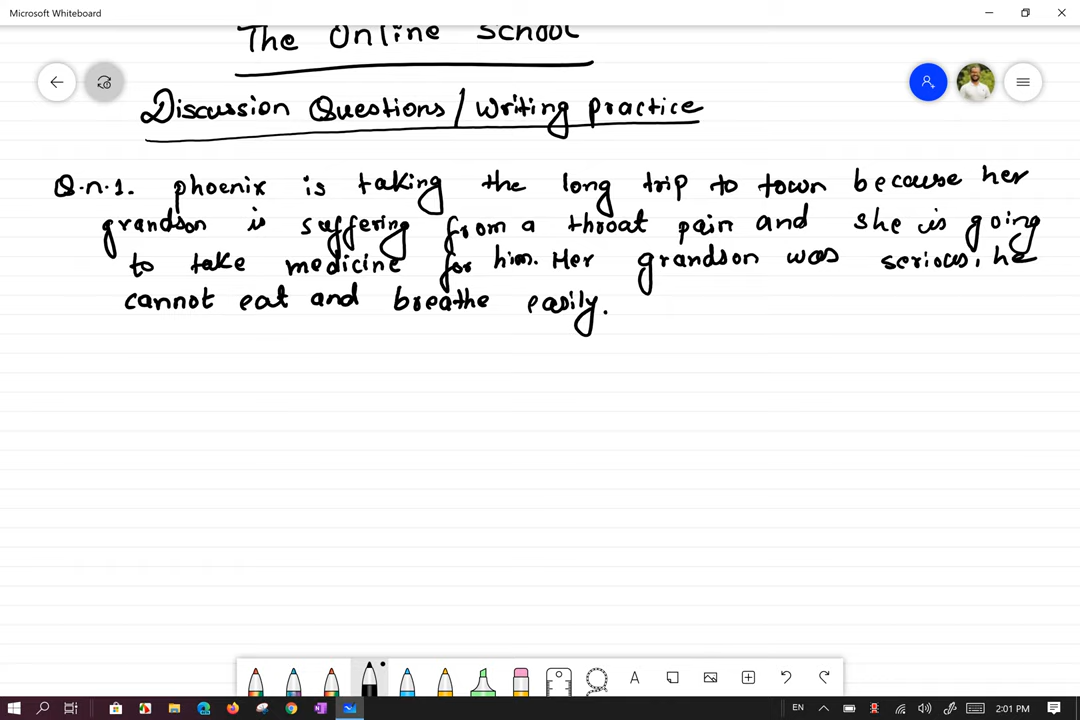 Microsoft Whiteboard
The Online School
Discussion Questions / Writing Practice
Q.n.1. phoenix is taking the long trip to town because her
grandson is suffering from a throat pain and she is going
to take medicine for him. Her grandson was serious, he
cannot eat and breathe easily.
A
EN
2:01 PM